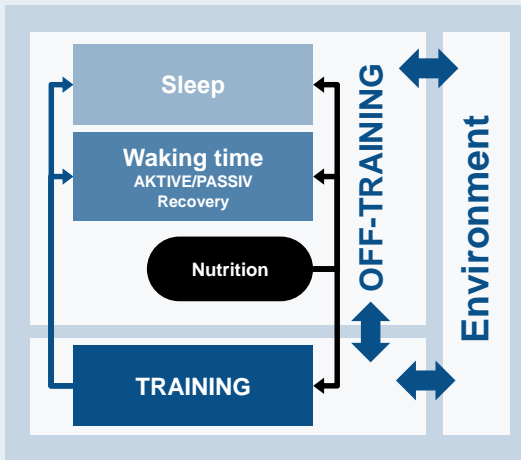 Sleep
Waking time
AKTIVE/PASSIV
Recovery
Nutrition
TRAINING
OFF-TRAINING
Environment